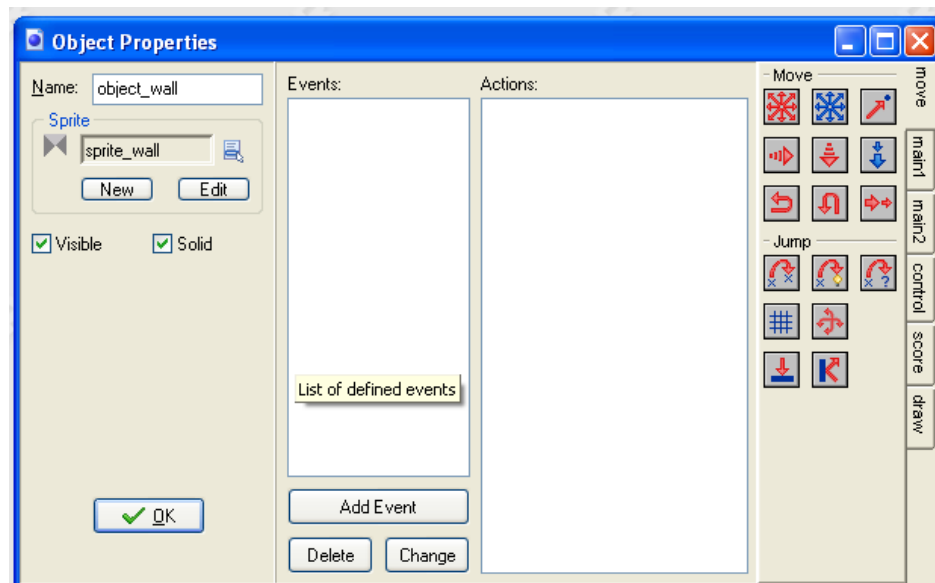 Object Properties
Name: object_wall
Sprite
sprite_wall
New Edit
Visible Solid
OK
Events:
List of defined events
Add Event
Delete Change
Actions:
Move
Jump
move
main1
main2
control
score
draw